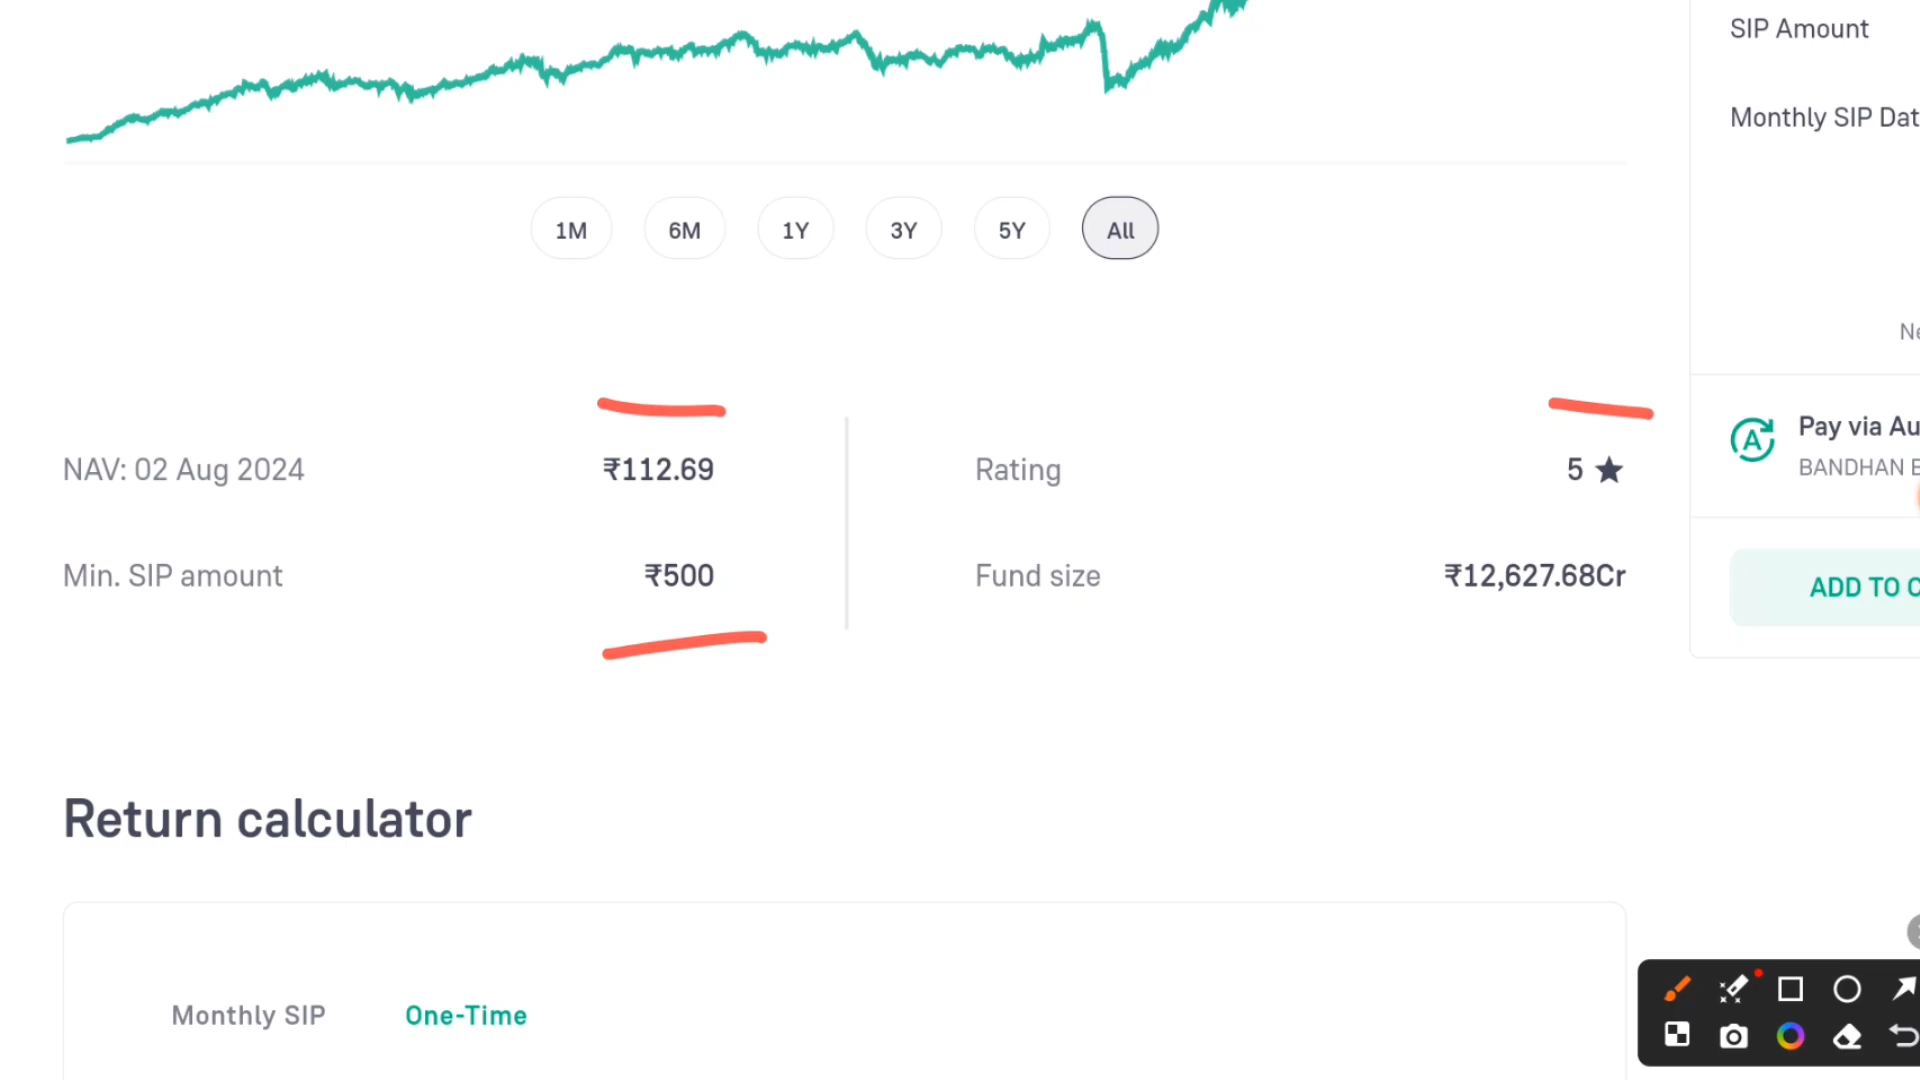 SIP Amount
Monthly SIP Dat
1M 6M 1Y 3Y 5Y All
NAV: 02 Aug 2024 ₹112.69
Rating 5 ★
Min. SIP amount ₹500
Fund size ₹12,627.68Cr
Pay via Au
BANDHAN
ADD TO
Return calculator
Monthly SIP One-Time